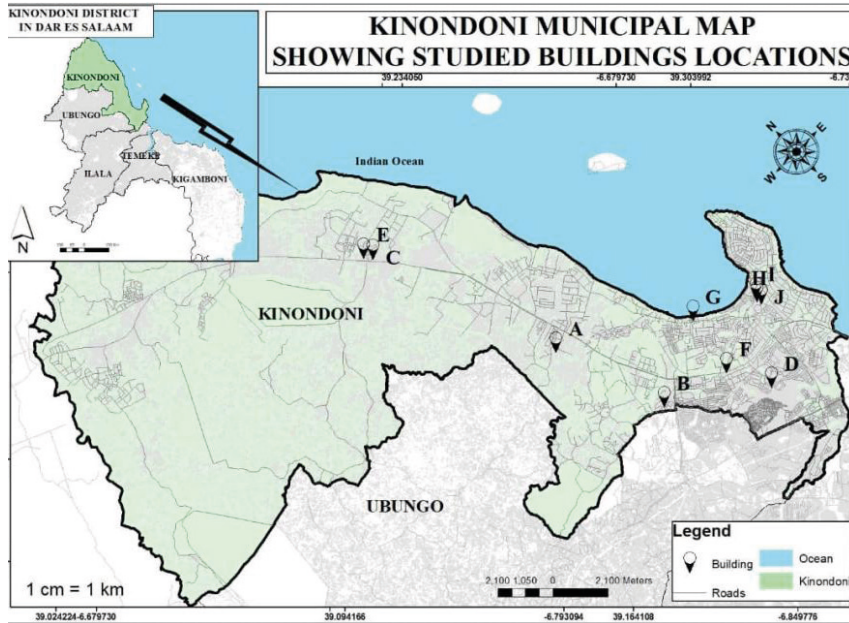 KINONDONI DISTRICT
IN DAR ES SALAAM
KINONDONI MUNICIPAL MAP
SHOWING STUDIED BUILDINGS LOCATIONS
39.234050
-6.679730
39.303992
KINONDONI
UBUNGO
TEMEKE
ILALA
KIGAMBONI
N
Indian Ocean
N
E
W
S
E
C
I
H
J
G
KINONDONI
A
F
D
B
UBUNGO
Legend
Building
Ocean
Roads
Kinondoni
1 cm = 1 km
2,100 1,050 0 2,100 Meters
39.024224-6.679730
39.094166
-6.793094
39.164108
-6.849776